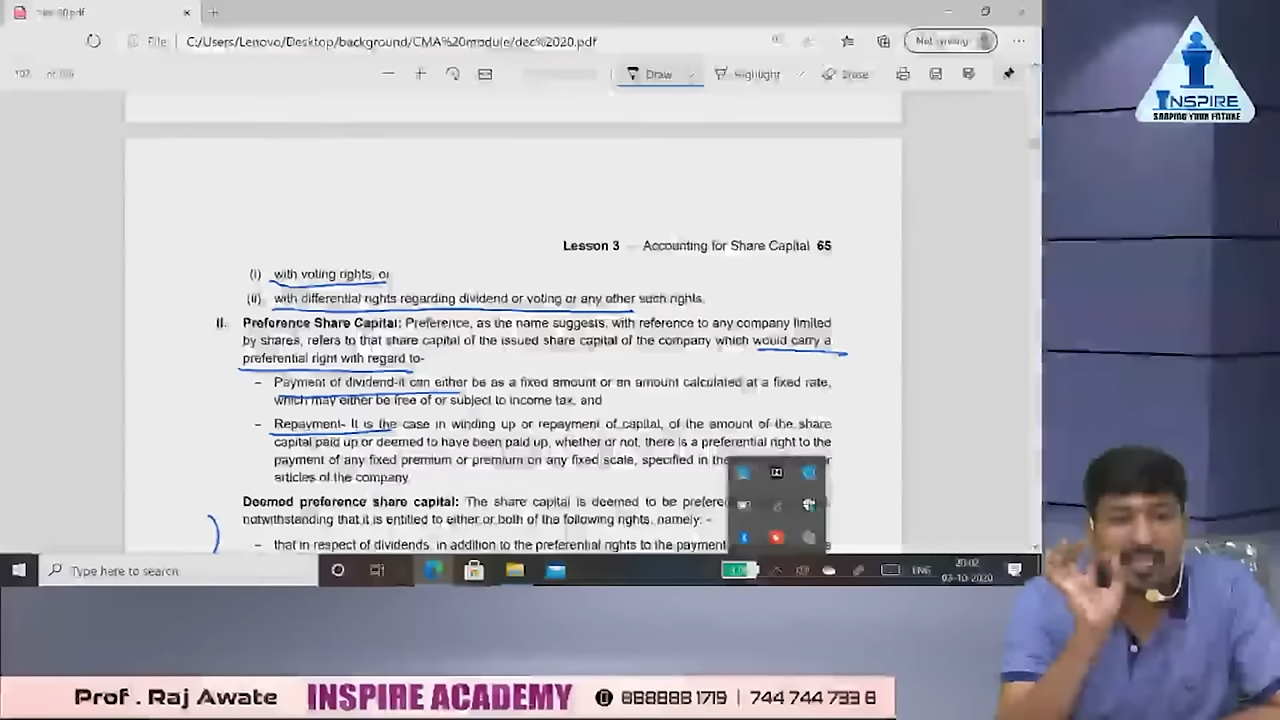 File
C:/Users/Lenovo/Desktop/background/CMA%20module/dec%2020.pdf
Draw
Highlight
Erase
INSPIRE
SHAPING YOUR FUTURE
Lesson 3 Accounting for Share Capital 65
(i) with voting rights, or
(ii) with differential rights regarding dividend or voting or any other such rights.
II. Preference Share Capital: Preference, as the name suggests, with reference to any company limited
by shares, refers to that share capital of the issued share capital of the company which would carry a
preferential right with regard to-
– Payment of dividend-it can either be as a fixed amount or an amount calculated at a fixed rate,
which may either be free of or subject to income tax, and
– Repayment- It is the case in winding up or repayment of capital, of the amount of the share
capital paid up or deemed to have been paid up, whether or not, there is a preferential right to the
payment of any fixed premium or premium on any fixed scale, specified in the
articles of the company.
Deemed preference share capital: The share capital is deemed to be
notwithstanding that it is entitled to either or both of the following rights, namely: -
– that in respect of dividends, in addition to the preferential rights to the payment
Type here to search
ENG
20:02
03-10-2020
Prof. Raj Awate INSPIRE ACADEMY 888888 1719 | 744 744 733 8